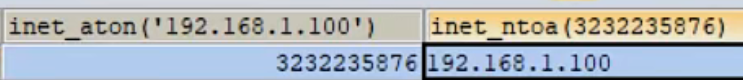 inet_aton('192.168.1.100') inet_ntoa(3232235876)
3232235876 192.168.1.100